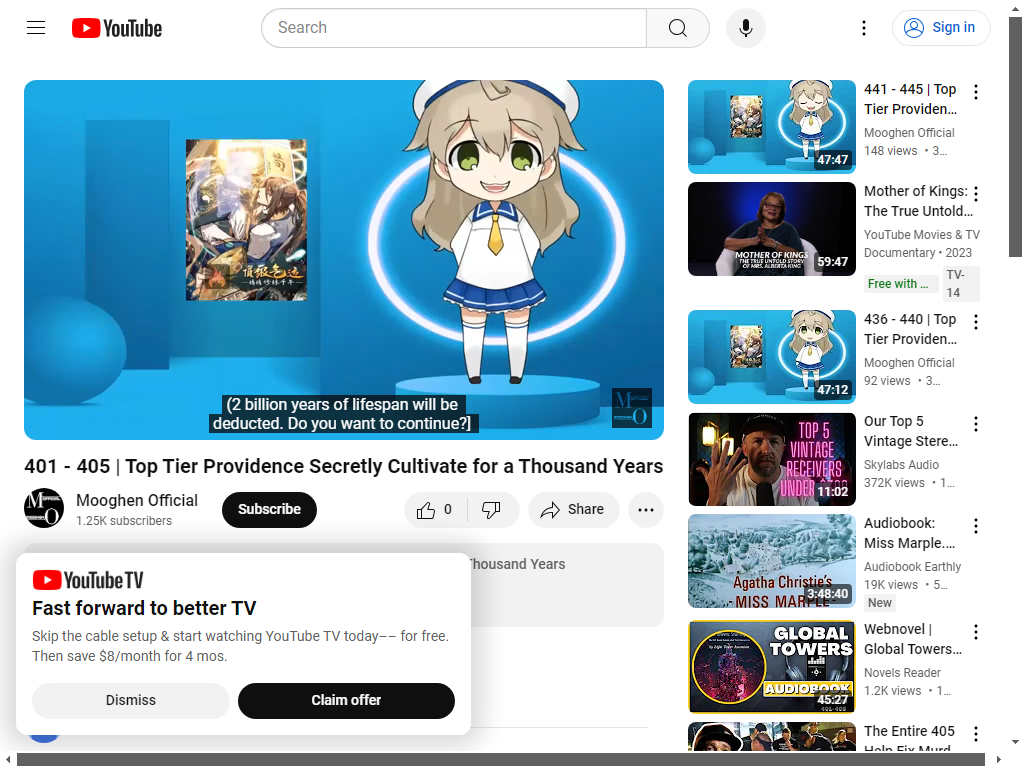 YouTube
Search
Sign in
(2 billion years of lifespan will be
deducted. Do you want to continue?]
401 - 405 | Top Tier Providence Secretly Cultivate for a Thousand Years
Mooghen Official
1.25K subscribers
Subscribe
0
Share
Thousand Years
YouTube TV
Fast forward to better TV
Skip the cable setup & start watching YouTube TV today–– for free.
Then save $8/month for 4 mos.
Dismiss
Claim offer
441 - 445 | Top
Tier Providen…
Mooghen Official
148 views • 3…
47:47
Mother of Kings:
The True Untold…
YouTube Movies & TV
Documentary • 2023
Free with …
TV-
14
MOTHER OF KINGS
THE TRUE UNTOLD STORY
OF MRS. ALBERTA KING
59:47
436 - 440 | Top
Tier Providen…
Mooghen Official
92 views • 3…
47:12
Our Top 5
Vintage Stere…
Skylabs Audio
372K views • 1…
TOP 5
VINTAGE
RECEIVERS
UNDER
11:02
Audiobook:
Miss Marple.…
Audiobook Earthly
19K views • 5…
New
Agatha Christie's
MISS MARPLE
3:48:40
Webnovel |
Global Towers…
Novels Reader
1.2K views • 1…
GLOBAL
TOWERS
AUDIOBOOK
401-405
45:27
The Entire 405
Help Fix Murd